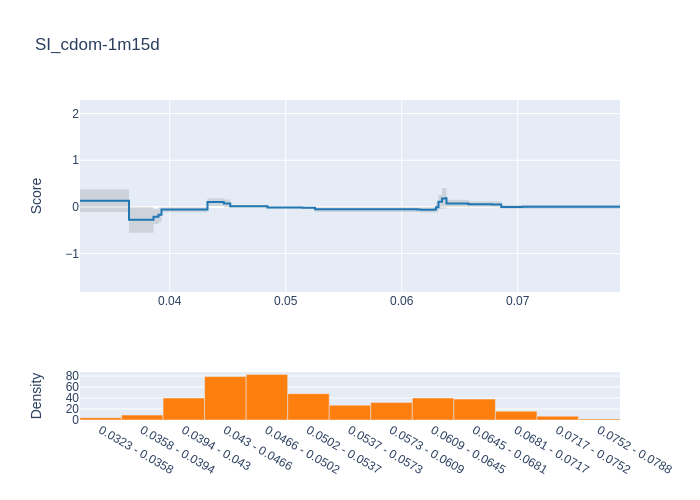 SI_cdom-1m15d
Score
2
1
0
−1
0.04
0.05
0.06
0.07
Density
80
60
40
20
0
0.0323 - 0.0358
0.0358 - 0.0394
0.0394 - 0.043
0.043 - 0.0466
0.0466 - 0.0502
0.0502 - 0.0537
0.0537 - 0.0573
0.0573 - 0.0609
0.0609 - 0.0645
0.0645 - 0.0681
0.0681 - 0.0717
0.0717 - 0.0752
0.0752 - 0.0788